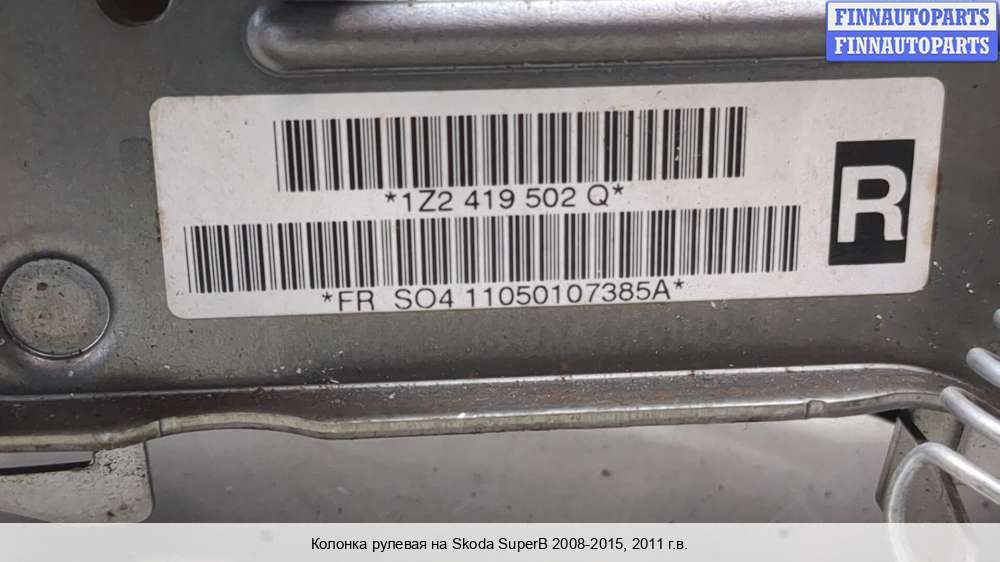 FINNAUTOPARTS
FINNAUTOPARTS
*1Z2 419 502 Q*
R
*FR SO4 11050107385A*
Колонка рулевая на Skoda SuperB 2008-2015, 2011 г.в.